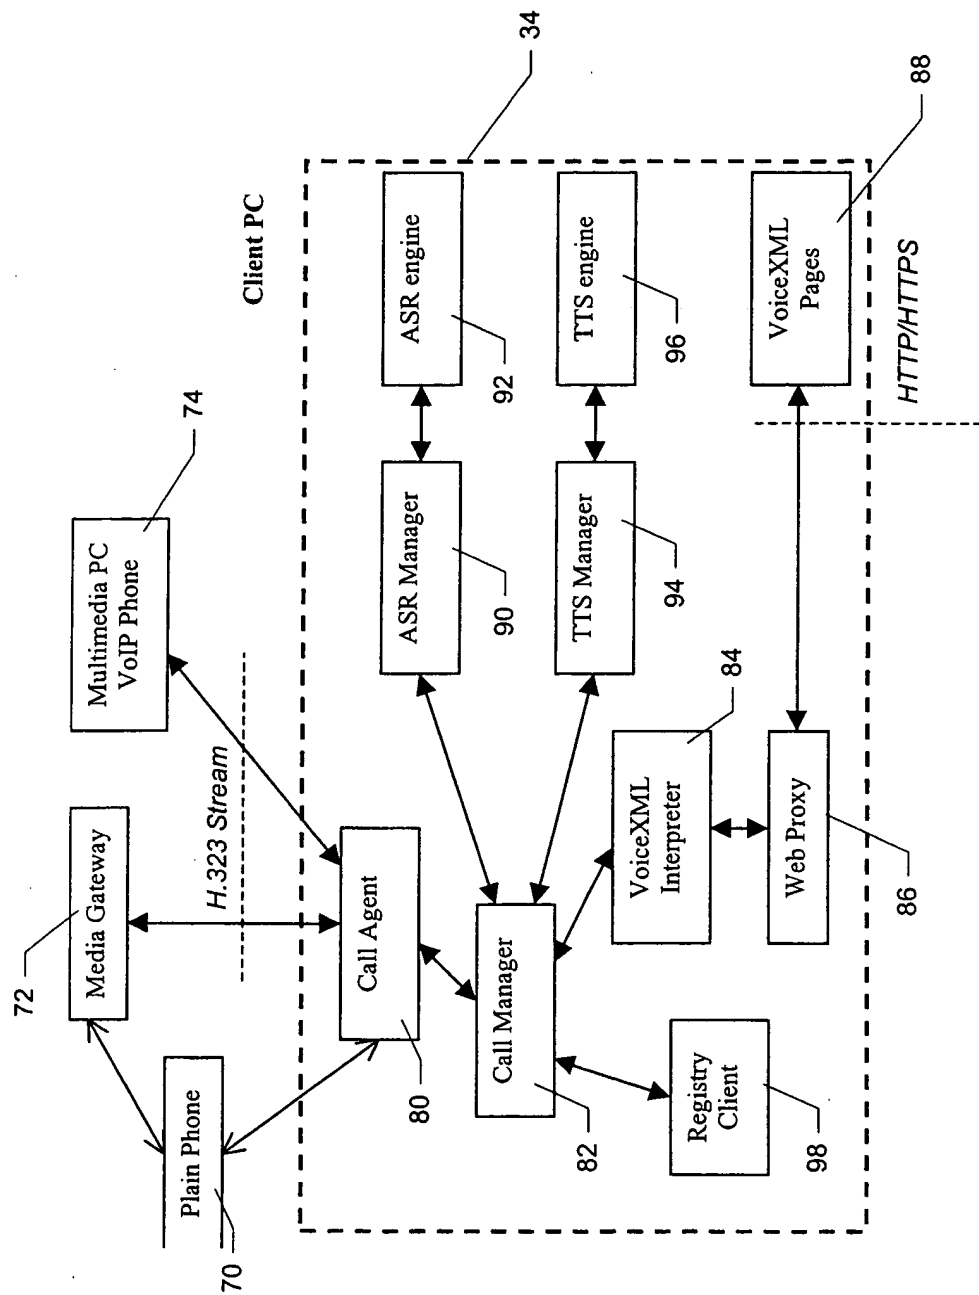 70
Plain Phone
72
Media Gateway
Multimedia PC
VoIP Phone
74
H.323 Stream
Client PC
34
80
Call Agent
82
Call Manager
ASR Manager
90
ASR engine
92
TTS Manager
94
TTS engine
96
VoiceXML
Interpreter
84
Registry
Client
98
Web Proxy
86
VoiceXML
Pages
88
HTTP/HTTPS